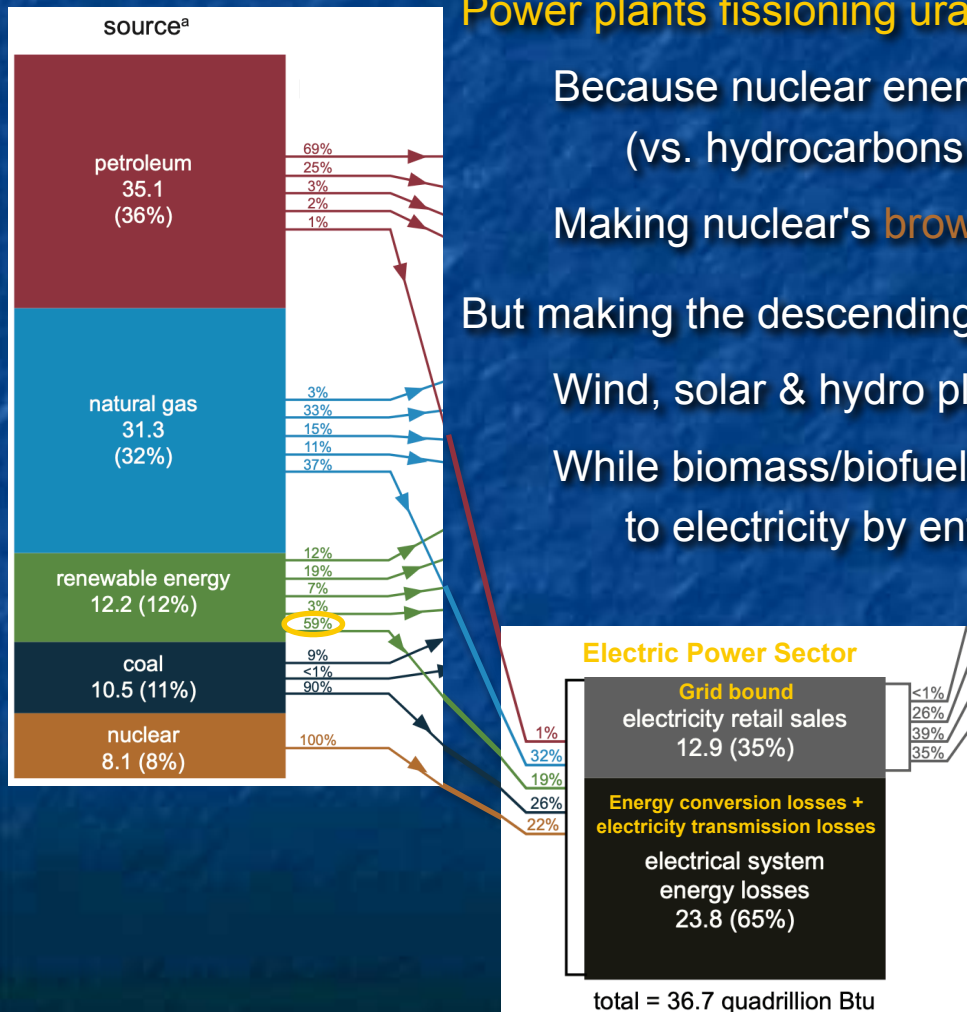 source^a
petroleum
35.1
(36%)
69%
25%
3%
2%
1%
natural gas
31.3
(32%)
3%
33%
15%
11%
37%
renewable energy
12.2 (12%)
12%
19%
7%
3%
59%
coal
10.5 (11%)
9%
<1%
90%
nuclear
8.1 (8%)
100%
Power plants fissioning ura
Because nuclear ener
(vs. hydrocarbons
Making nuclear's brow
But making the descending
Wind, solar & hydro pl
While biomass/biofuel
to electricity by en
Electric Power Sector
1%
32%
19%
26%
22%
Grid bound
electricity retail sales
12.9 (35%)
<1%
26%
39%
35%
Energy conversion losses +
electricity transmission losses
electrical system
energy losses
23.8 (65%)
total = 36.7 quadrillion Btu